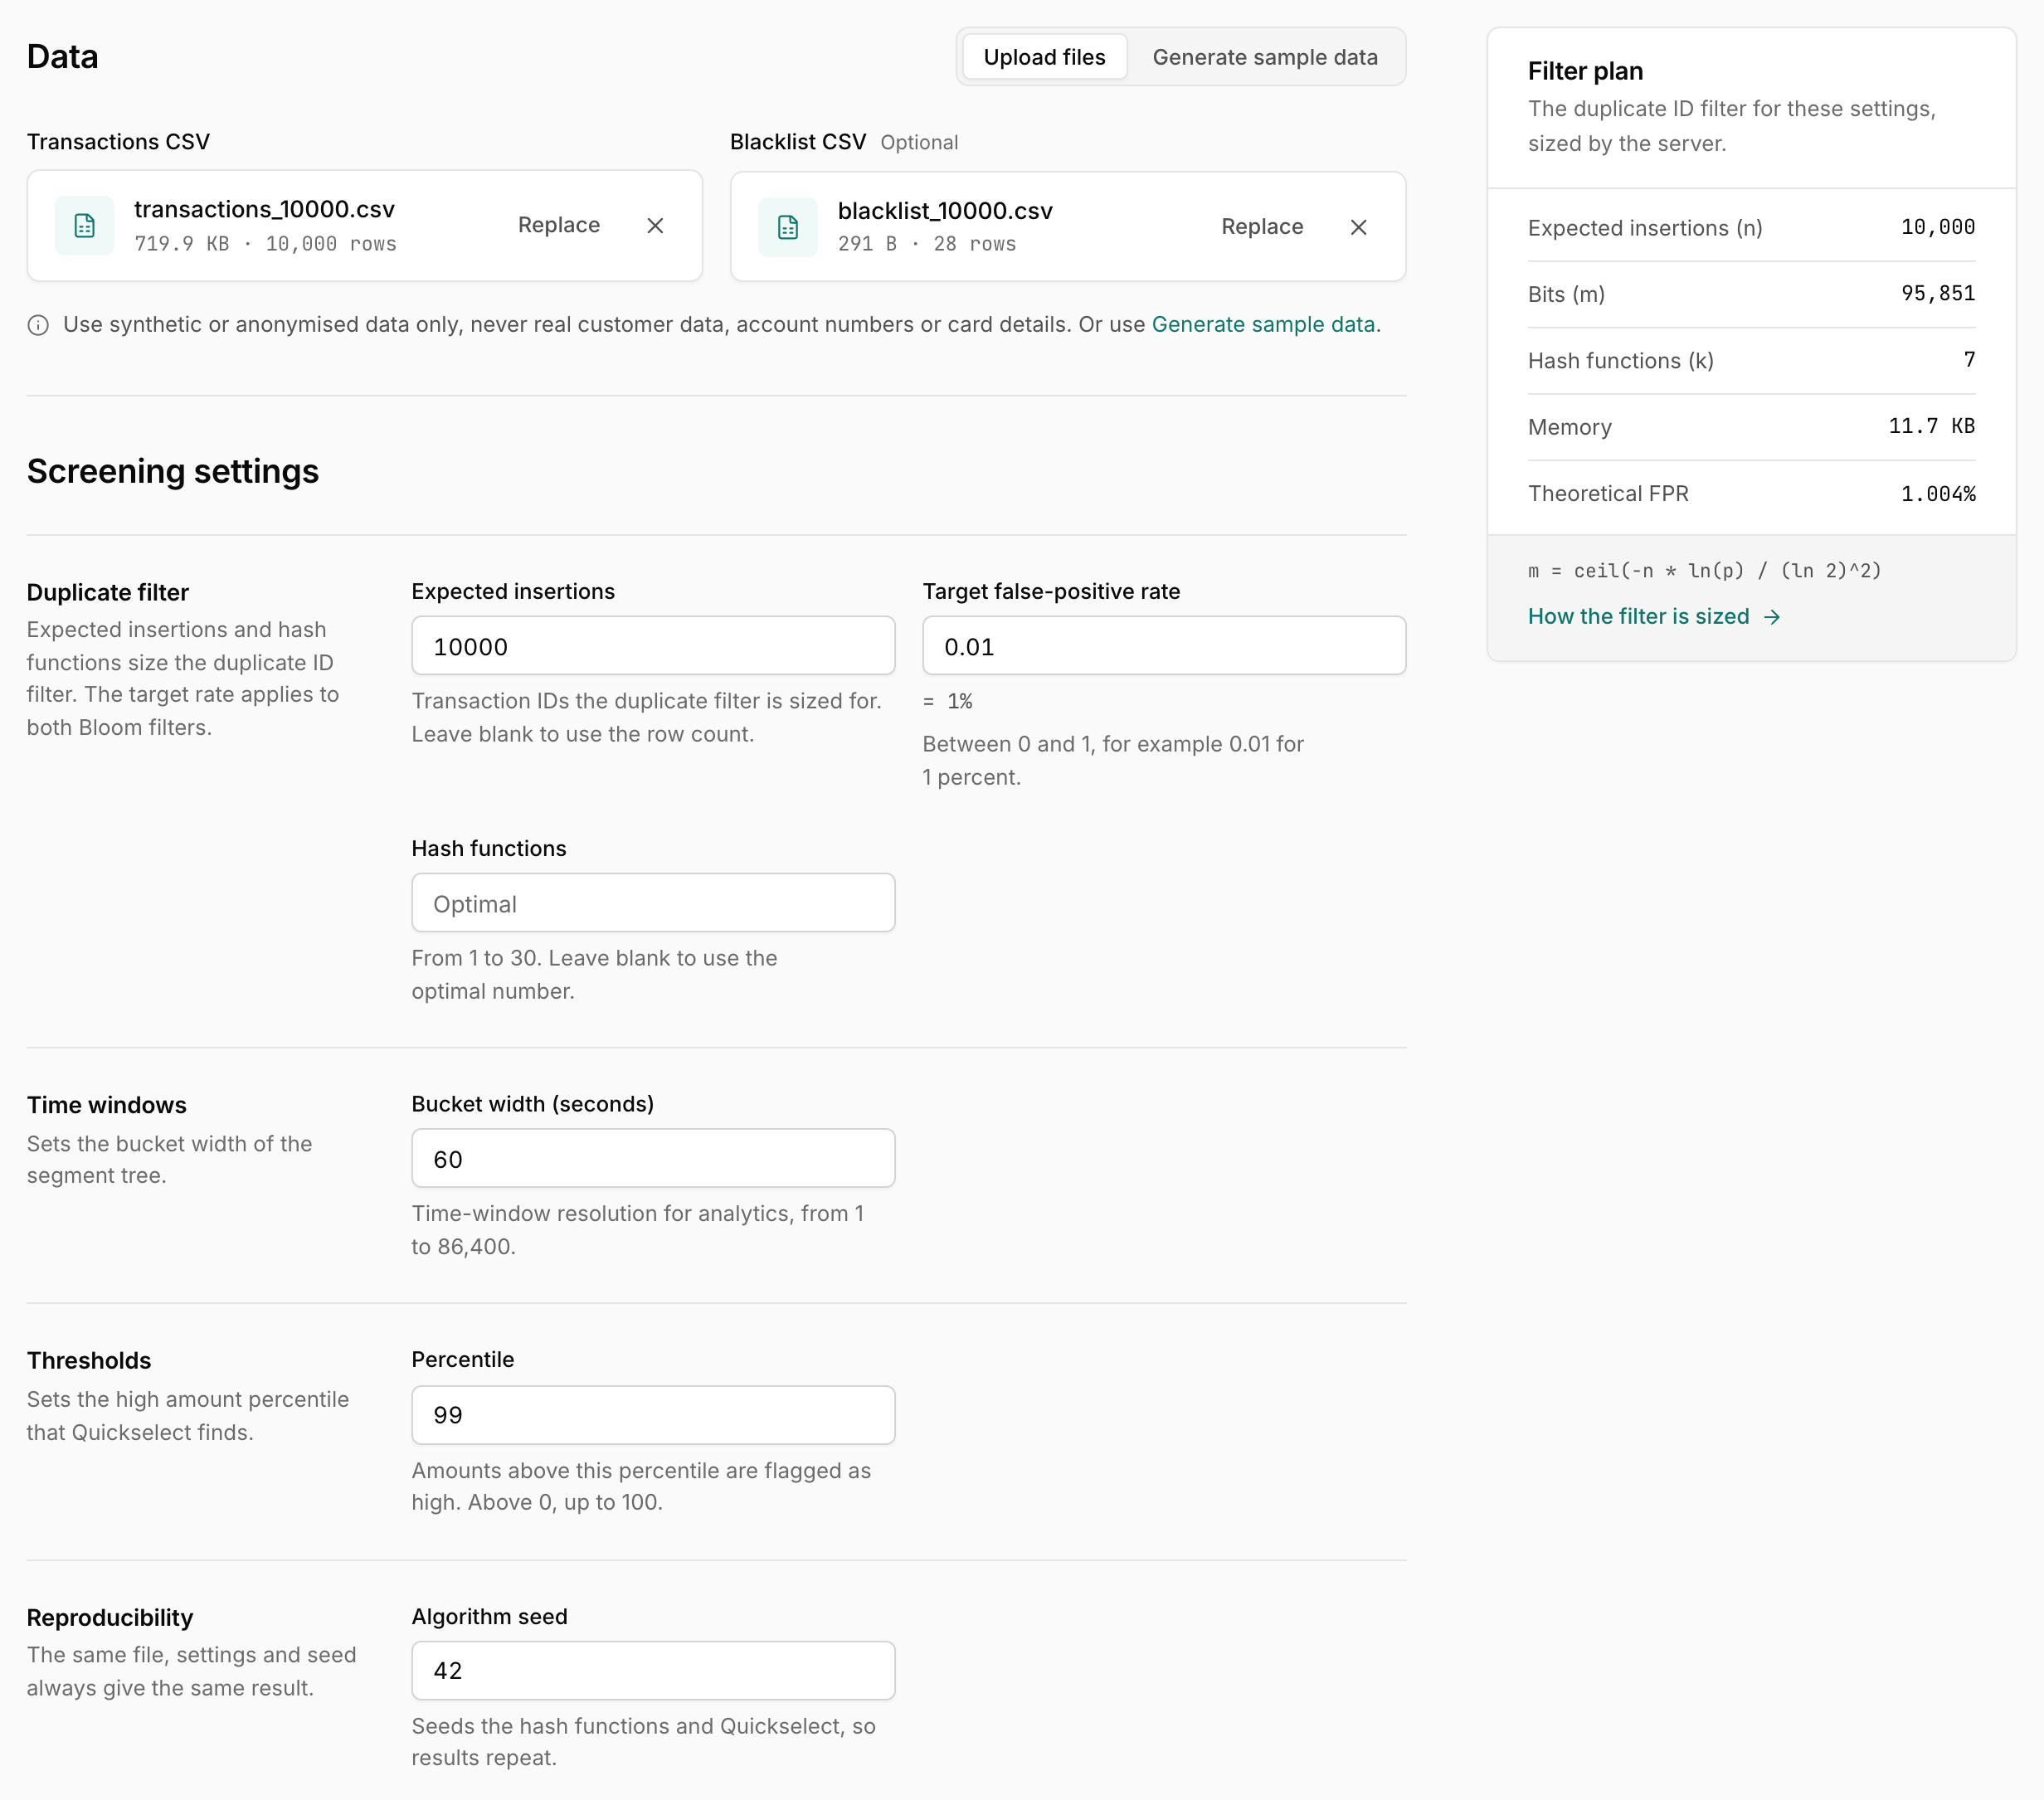 Data
Upload files
Generate sample data
Transactions CSV
Blacklist CSV Optional
transactions_10000.csv
719.9 KB · 10,000 rows
Replace
blacklist_10000.csv
291 B · 28 rows
Replace
Use synthetic or anonymised data only, never real customer data, account numbers or card details. Or use Generate sample data.
Screening settings
Duplicate filter
Expected insertions and hash
functions size the duplicate ID
filter. The target rate applies to
both Bloom filters.
Expected insertions
10000
Transaction IDs the duplicate filter is sized for.
Leave blank to use the row count.
Target false-positive rate
0.01
= 1%
Between 0 and 1, for example 0.01 for
1 percent.
Hash functions
Optimal
From 1 to 30. Leave blank to use the
optimal number.
Time windows
Sets the bucket width of the
segment tree.
Bucket width (seconds)
60
Time-window resolution for analytics, from 1
to 86,400.
Thresholds
Sets the high amount percentile
that Quickselect finds.
Percentile
99
Amounts above this percentile are flagged as
high. Above 0, up to 100.
Reproducibility
The same file, settings and seed
always give the same result.
Algorithm seed
42
Seeds the hash functions and Quickselect, so
results repeat.
Filter plan
The duplicate ID filter for these settings,
sized by the server.
Expected insertions (n) 10,000
Bits (m) 95,851
Hash functions (k) 7
Memory 11.7 KB
Theoretical FPR 1.004%
m = ceil(-n * ln(p) / (ln 2)^2)
How the filter is sized →